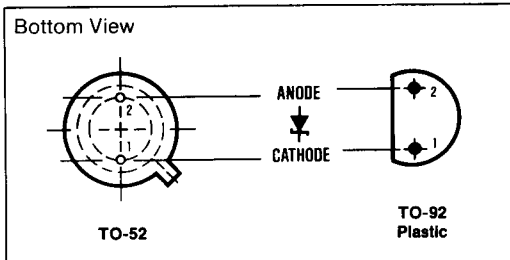 Bottom View
ANODE
2
2
1
1
CATHODE
TO-52
TO-92
Plastic